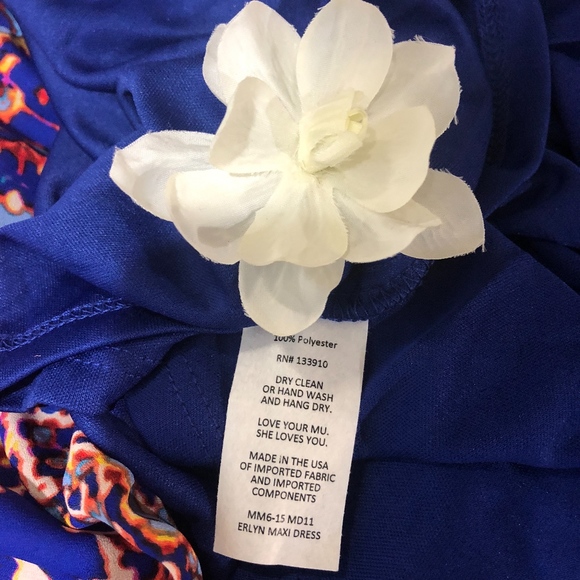 100% Polyester
RN# 133910
DRY CLEAN
OR HAND WASH
AND HANG DRY.
LOVE YOUR MU.
SHE LOVES YOU.
MADE IN THE USA
OF IMPORTED FABRIC
AND IMPORTED
COMPONENTS
MM6-15 MD11
ERLYN MAXI DRESS